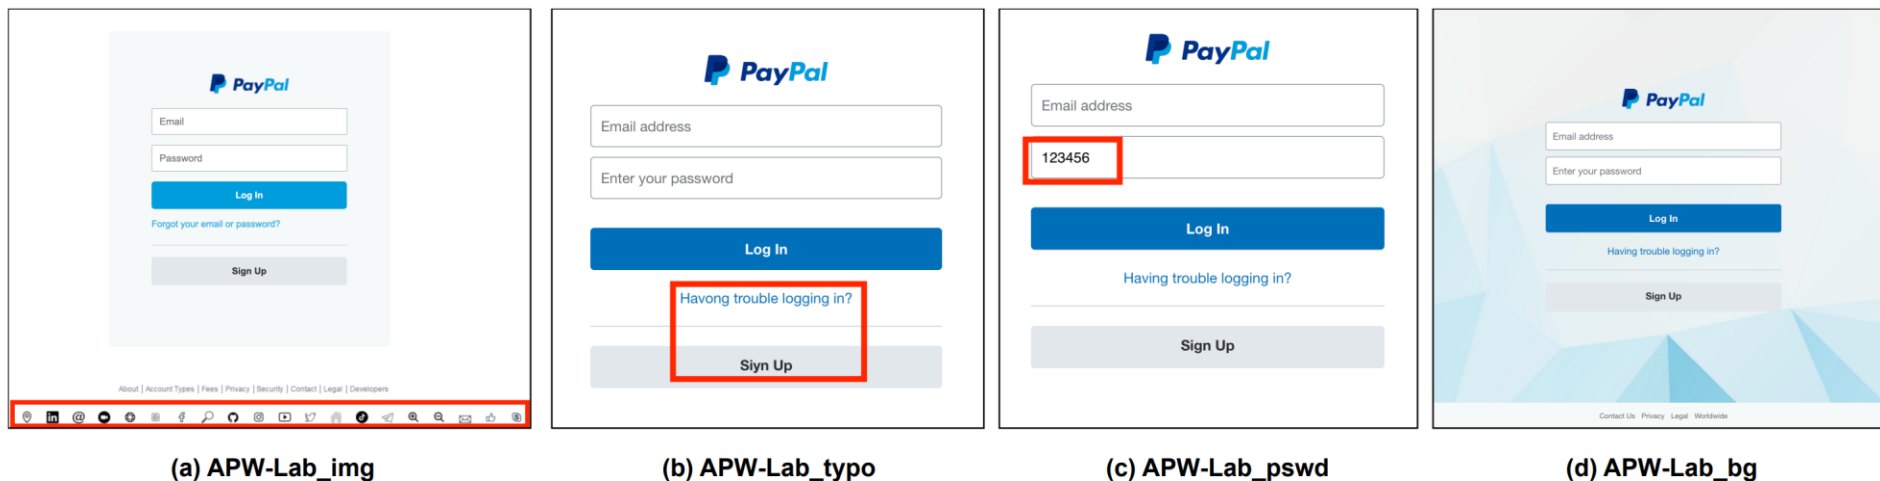 PayPal
Email
Password
Log In
Forgot your email or password?
Sign Up
About | Account Types | Fees | Privacy | Security | Contact | Legal | Developers
(a) APW-Lab_img
PayPal
Email address
Enter your password
Log In
Havong trouble logging in?
Siyn Up
(b) APW-Lab_typo
PayPal
Email address
123456
Log In
Having trouble logging in?
Sign Up
(c) APW-Lab_pswd
PayPal
Email address
Enter your password
Log In
Having trouble logging in?
Sign Up
Contact Us Privacy Legal Worldwide
(d) APW-Lab_bg